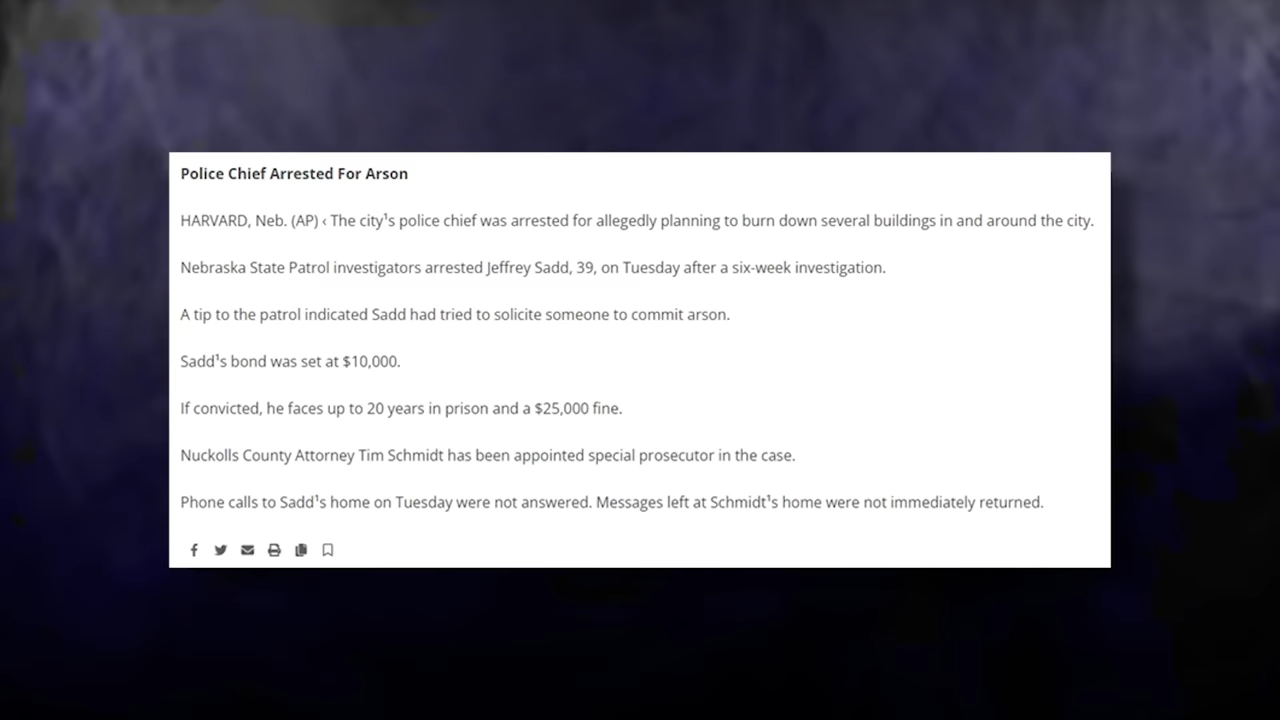 Police Chief Arrested For Arson
HARVARD, Neb. (AP) ‹ The city¹s police chief was arrested for allegedly planning to burn down several buildings in and around the city.
Nebraska State Patrol investigators arrested Jeffrey Sadd, 39, on Tuesday after a six-week investigation.
A tip to the patrol indicated Sadd had tried to solicite someone to commit arson.
Sadd¹s bond was set at $10,000.
If convicted, he faces up to 20 years in prison and a $25,000 fine.
Nuckolls County Attorney Tim Schmidt has been appointed special prosecutor in the case.
Phone calls to Sadd¹s home on Tuesday were not answered. Messages left at Schmidt¹s home were not immediately returned.